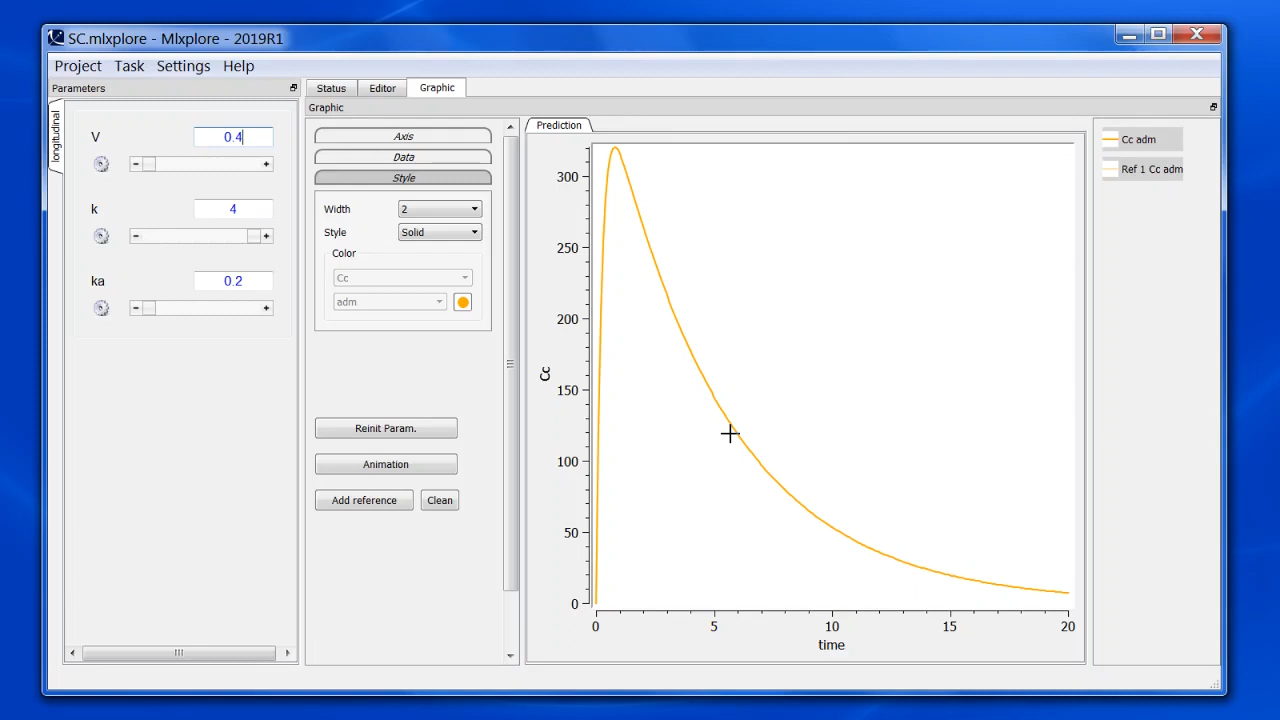 SC.mlxplore - Mlxplore - 2019R1
Project Task Settings Help
Parameters
Status Editor Graphic
Graphic
longitudinal
V 0.4
k 4
ka 0.2
Axis
Data
Style
Width 2
Style Solid
Color
Cc
adm
Reinit Param.
Animation
Add reference Clean
Prediction
Cc
300
250
200
150
100
50
0
0 5 10 15 20
time
Cc adm
Ref 1 Cc adm